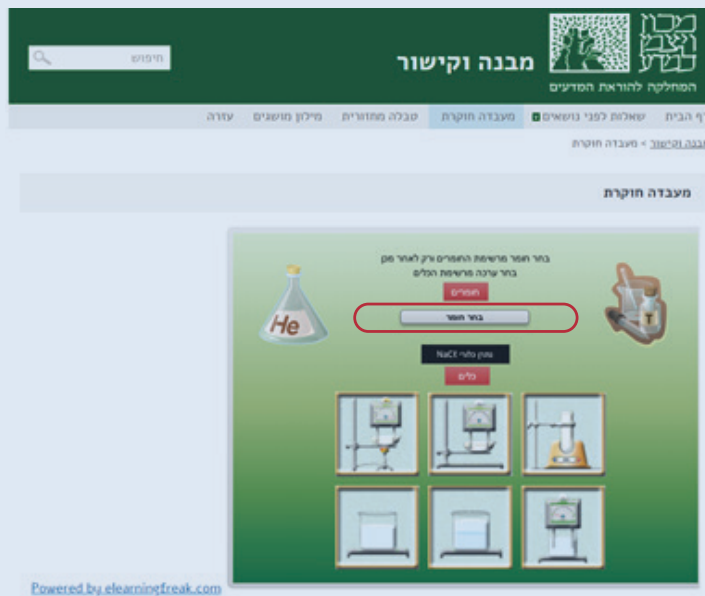 מכון
ויצמן
למדע
המחלקה להוראת המדעים
מבנה וקישור
חיפוש
ף הבית
שאלות לפני נושאים
מעבדה חוקרת
טבלה מחזורית
מילון מושגים
עזרה
מבנה וקישור > מעבדה חוקרת
מעבדה חוקרת
בחר חומר מרשימת החומרים ורק לאחר מכן
בחר ערכה מרשימת הכלים
חומרים
בחר חומר
נתרן כלורי NaCl
כלים
He
T
Powered by elearningfreak.com